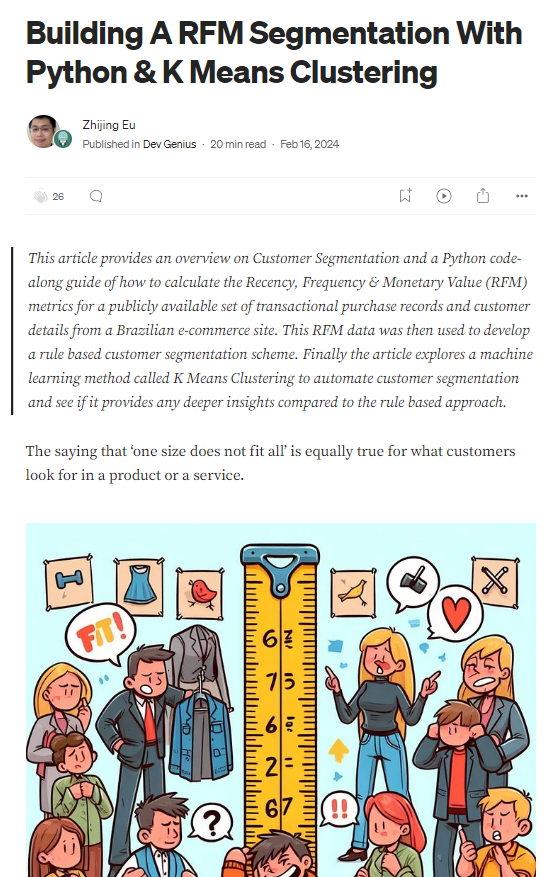 Building A RFM Segmentation With
Python & K Means Clustering
Zhijing Eu
Published in Dev Genius · 20 min read · Feb 16, 2024
26
This article provides an overview on Customer Segmentation and a Python code-
along guide of how to calculate the Recency, Frequency & Monetary Value (RFM)
metrics for a publicly available set of transactional purchase records and customer
details from a Brazilian e-commerce site. This RFM data was then used to develop
a rule based customer segmentation scheme. Finally the article explores a machine
learning method called K Means Clustering to automate customer segmentation
and see if it provides any deeper insights compared to the rule based approach.
The saying that ‘one size does not fit all’ is equally true for what customers
look for in a product or a service.
FIT!
6
7 5
6
2
67
?
!!